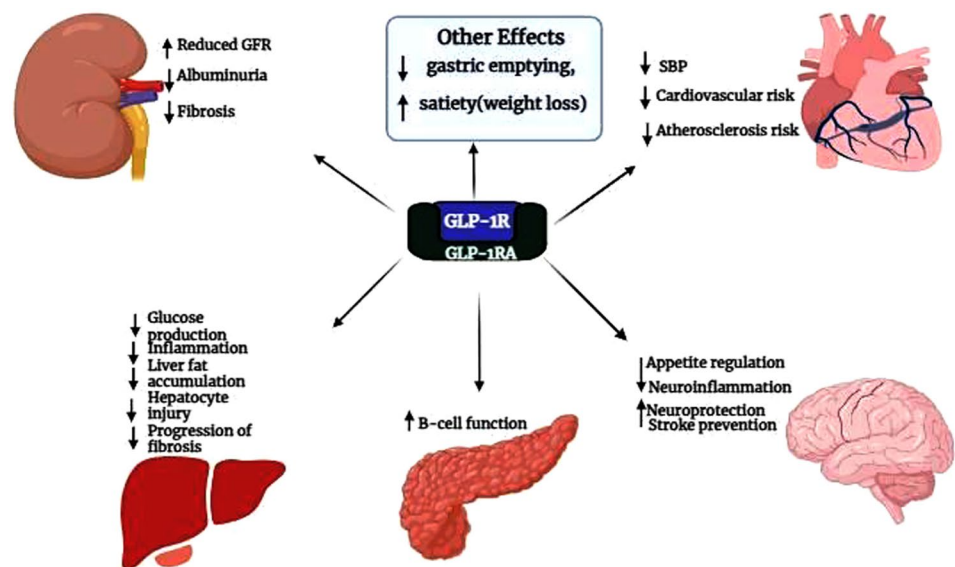 Reduced GFR
Albuminuria
Fibrosis
Other Effects
gastric emptying,
satiety(weight loss)
SBP
Cardiovascular risk
Atherosclerosis risk
GLP-1R
GLP-1RA
Glucose
production
Inflammation
Liver fat
accumulation
Hepatocyte
injury
Progression of
fibrosis
B-cell function
Appetite regulation
Neuroinflammation
Neuroprotection
Stroke prevention